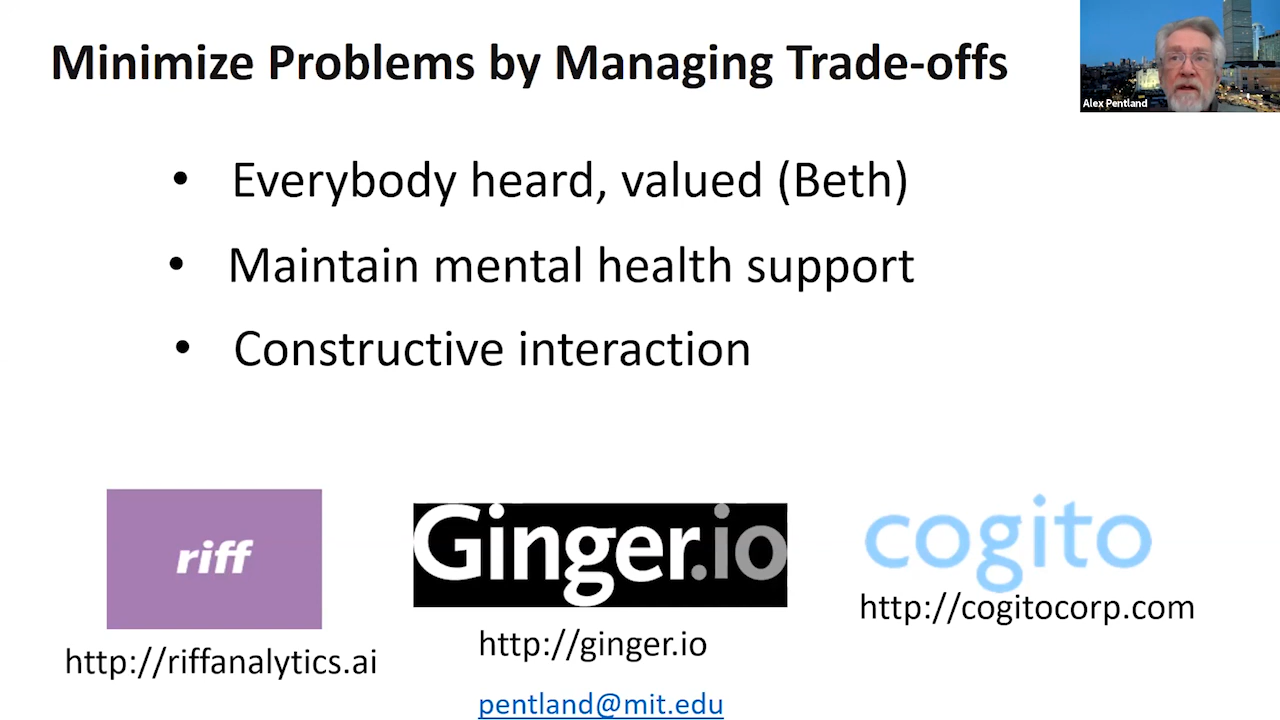 Minimize Problems by Managing Trade-offs
Alex Pentland
• Everybody heard, valued (Beth)
• Maintain mental health support
• Constructive interaction
riff
Ginger.io
cogito
http://riffanalytics.ai
http://ginger.io
http://cogitocorp.com
pentland@mit.edu